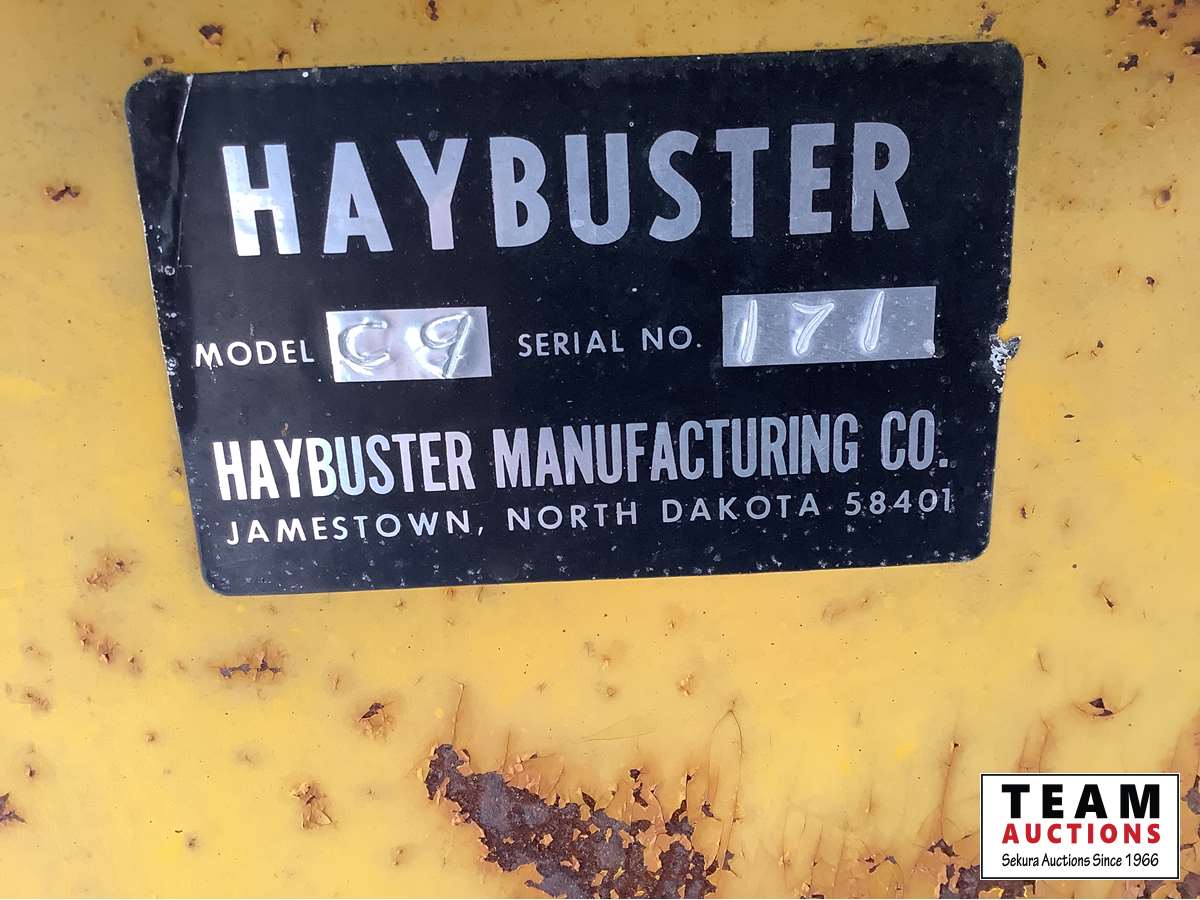 HAYBUSTER
MODEL C9 SERIAL NO. 171
HAYBUSTER MANUFACTURING CO.
JAMESTOWN, NORTH DAKOTA 58401
TEAM
AUCTIONS
Sekura Auctions Since 1966